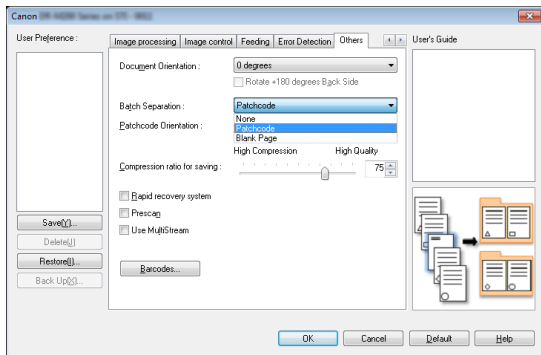 Canon
User Preference :
Image processing Image control Feeding Error Detection Others
User's Guide
Document Orientation :
0 degrees
Rotate +180 degrees Back Side
Batch Separation :
Patchcode
None
Patchcode
Blank Page
Patchcode Orientation :
High Compression High Quality
Compression ratio for saving :
75
Rapid recovery system
Prescan
Use MultiStream
Barcodes...
Save(Y)...
Delete(J)
Restore(I)...
Back Up(X)...
OK Cancel Default Help